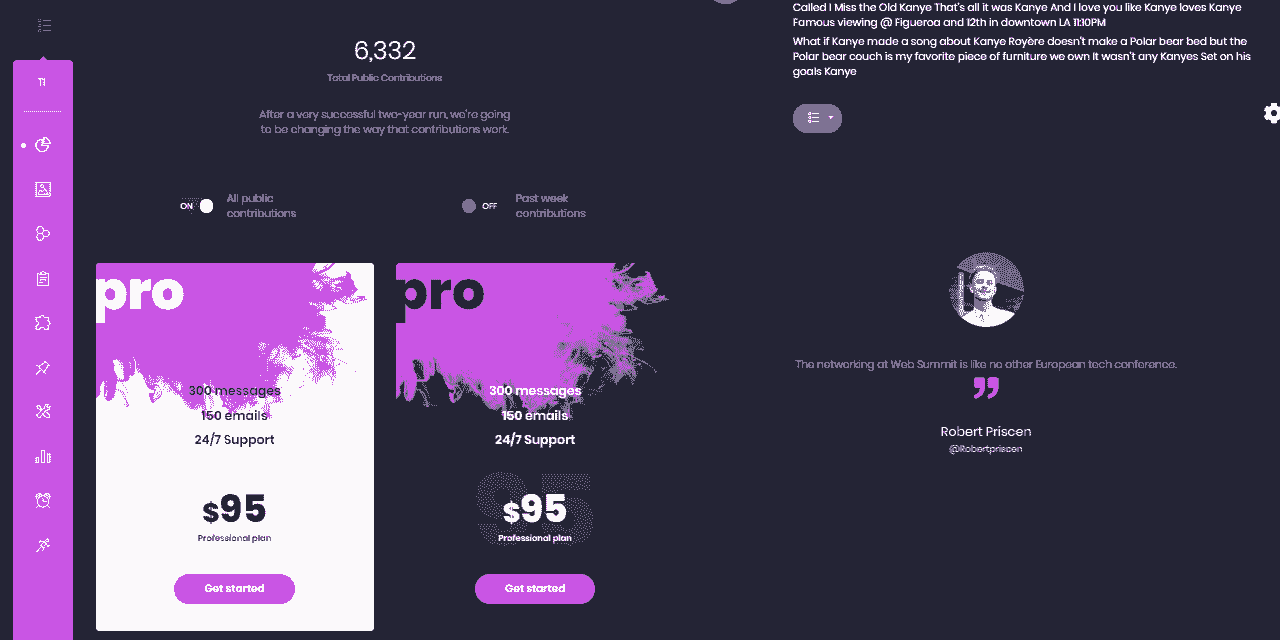 Called I Miss the Old Kanye That's all it was Kanye And I love you like Kanye loves Kanye
Famous viewing @ Figueroa and 12th in downtown LA 11:10PM
What if Kanye made a song about Kanye Royère doesn't make a Polar bear bed but the
Polar bear couch is my favorite piece of furniture we own It wasn't any Kanyes Set on his
goals Kanye
6,332
Total Public Contributions
After a very successful two-year run, we're going
to be changing the way that contributions work.
TI
ON
All public
contributions
OFF
Past week
contributions
pro
300 messages
150 emails
24/7 Support
$95
Professional plan
Get started
pro
300 messages
150 emails
24/7 Support
95
$95
Professional plan
Get started
The networking at Web Summit is like no other European tech conference.
Robert Priscen
@Robertpriscen